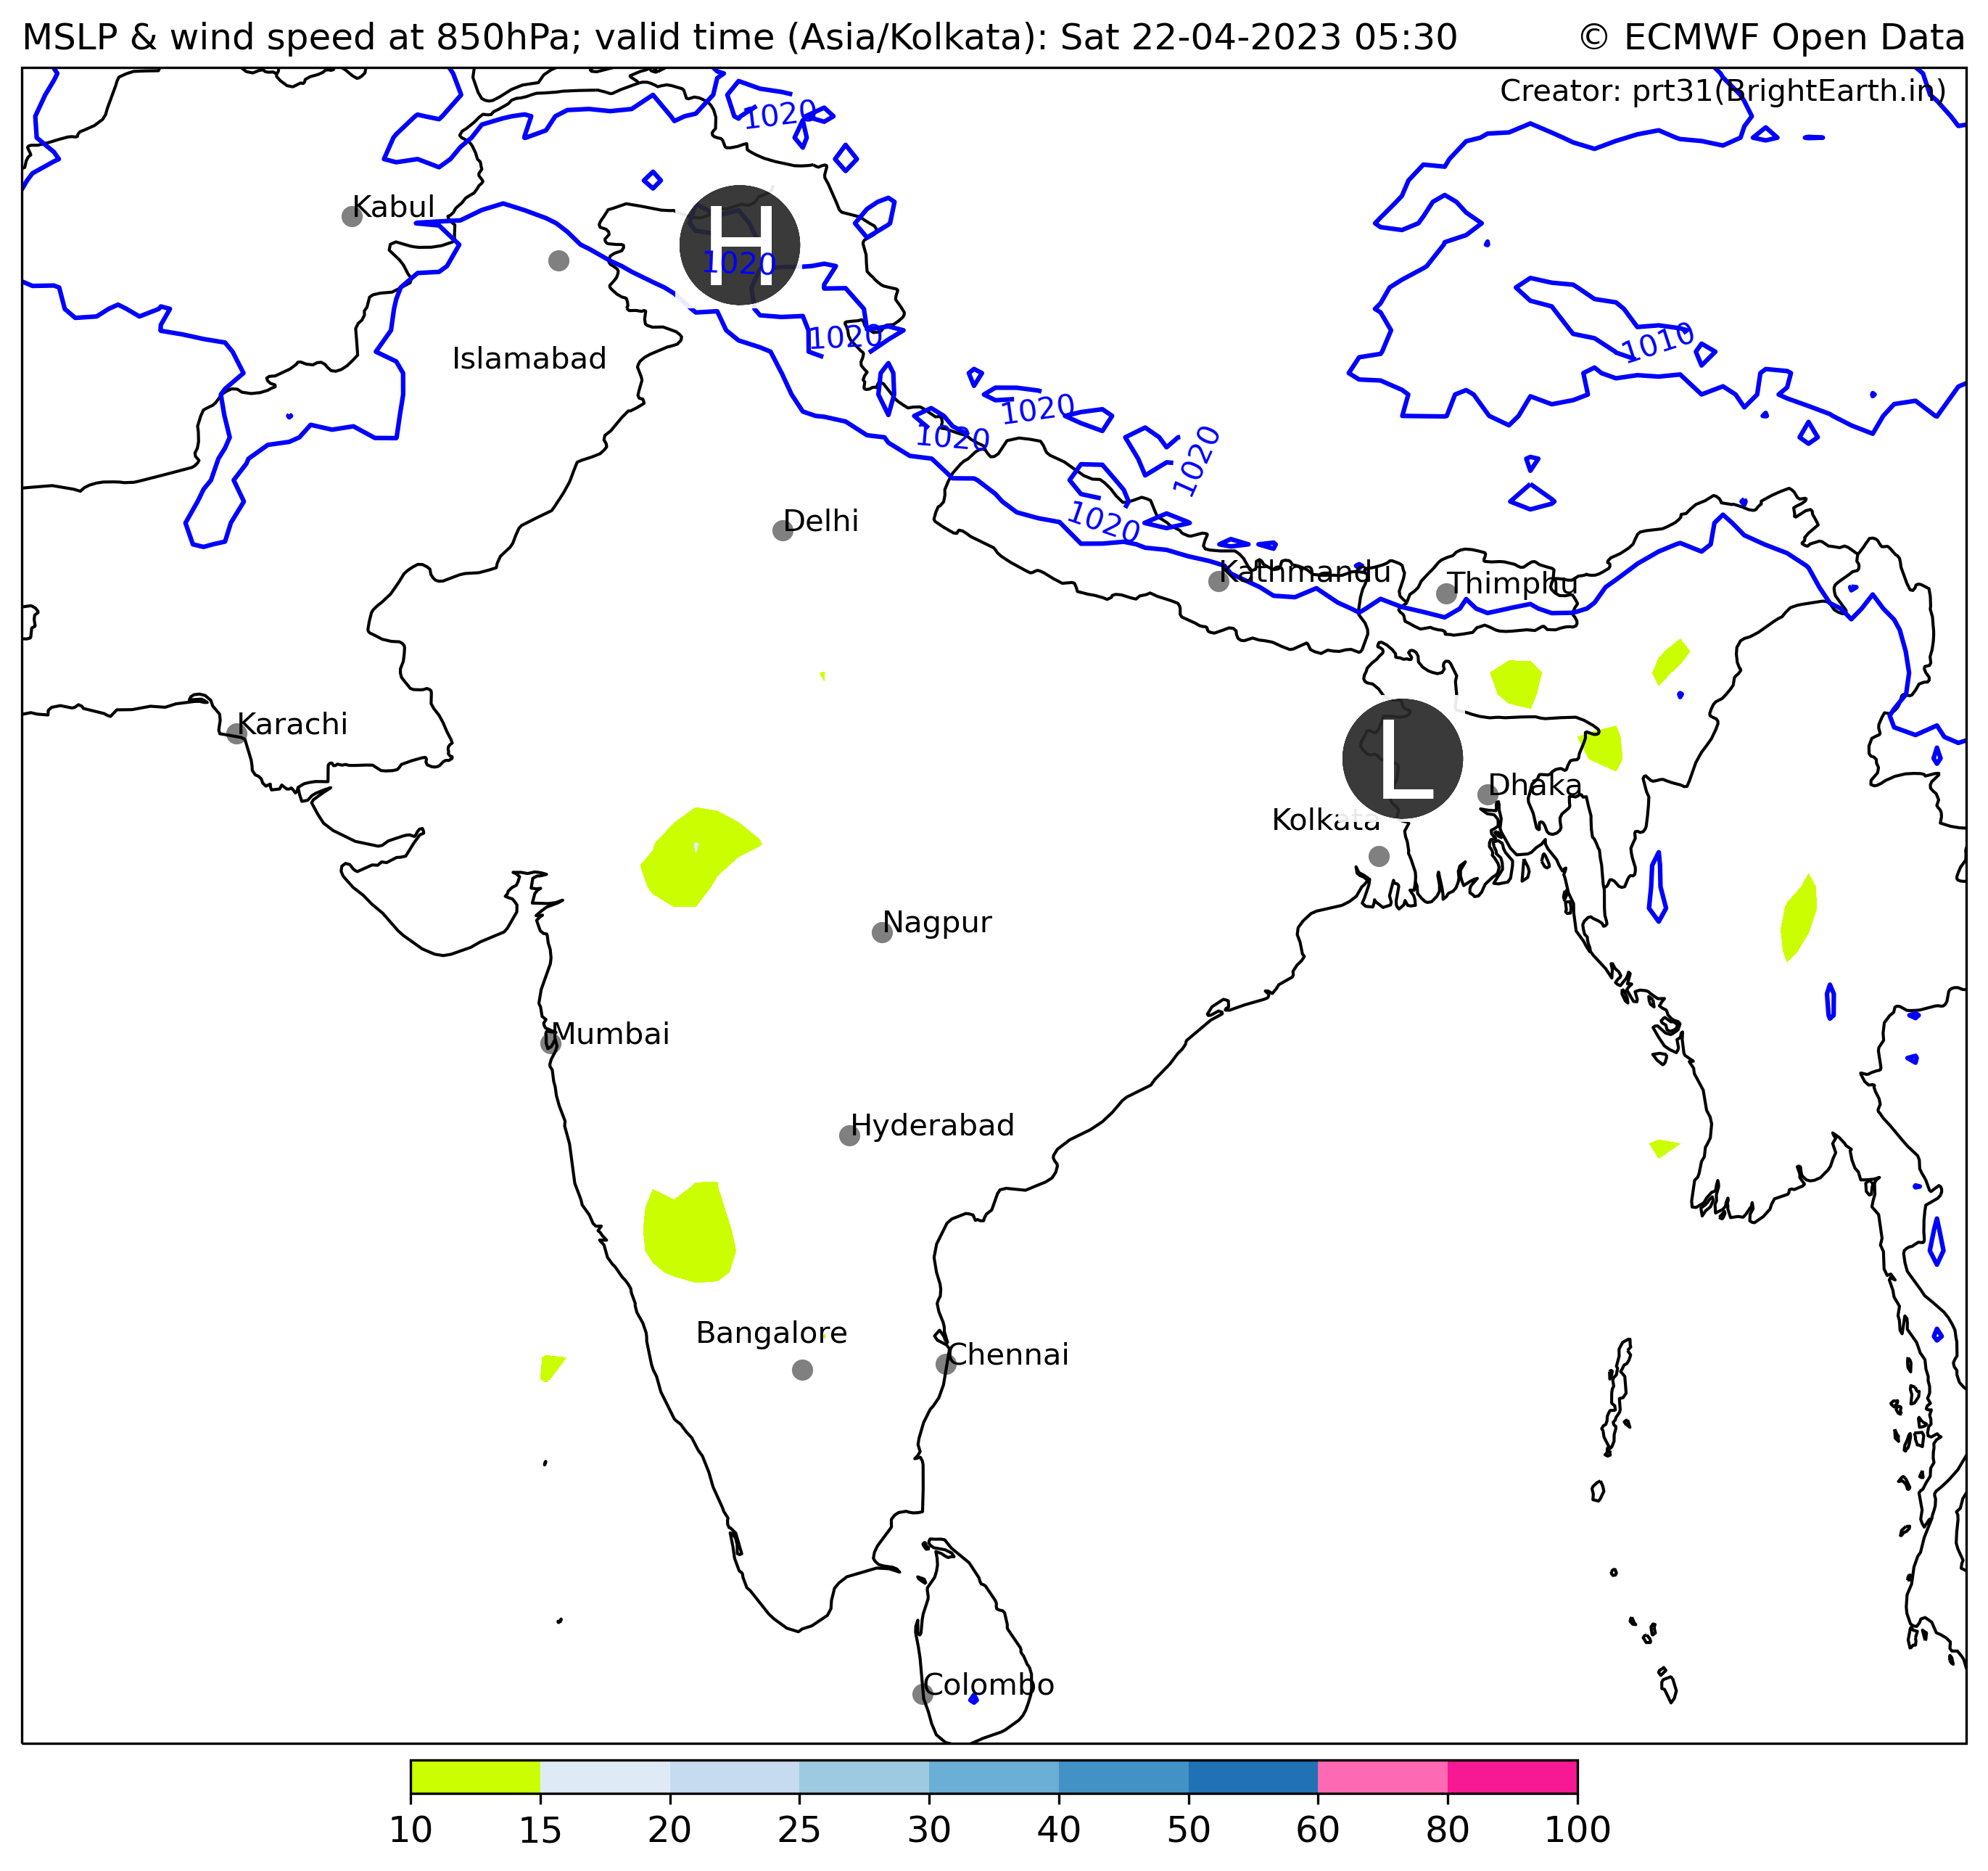 MSLP & wind speed at 850hPa; valid time (Asia/Kolkata): Sat 22-04-2023 05:30
© ECMWF Open Data
Creator: prt31(BrightEarth.in)
1020
Kabul
H
1020
1020
1010
Islamabad
1020
1020
1020
1020
Delhi
Kathmandu
Thimphu
Karachi
L
Dhaka
Kolkata
Nagpur
Mumbai
Hyderabad
Bangalore
Chennai
Colombo
10 15 20 25 30 40 50 60 80 100